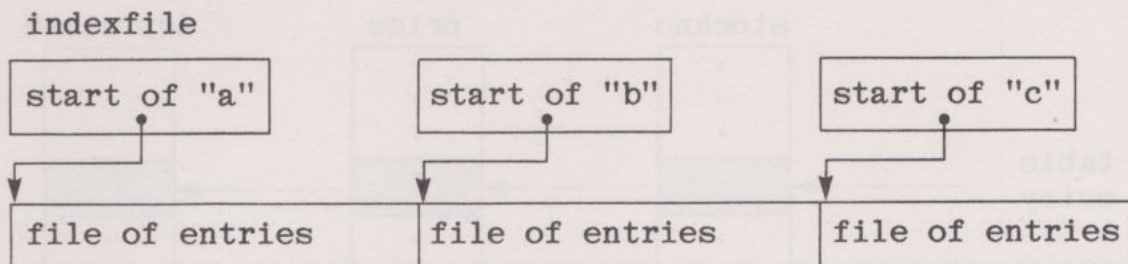 indexfile
start of "a" start of "b" start of "c"
file of entries file of entries file of entries